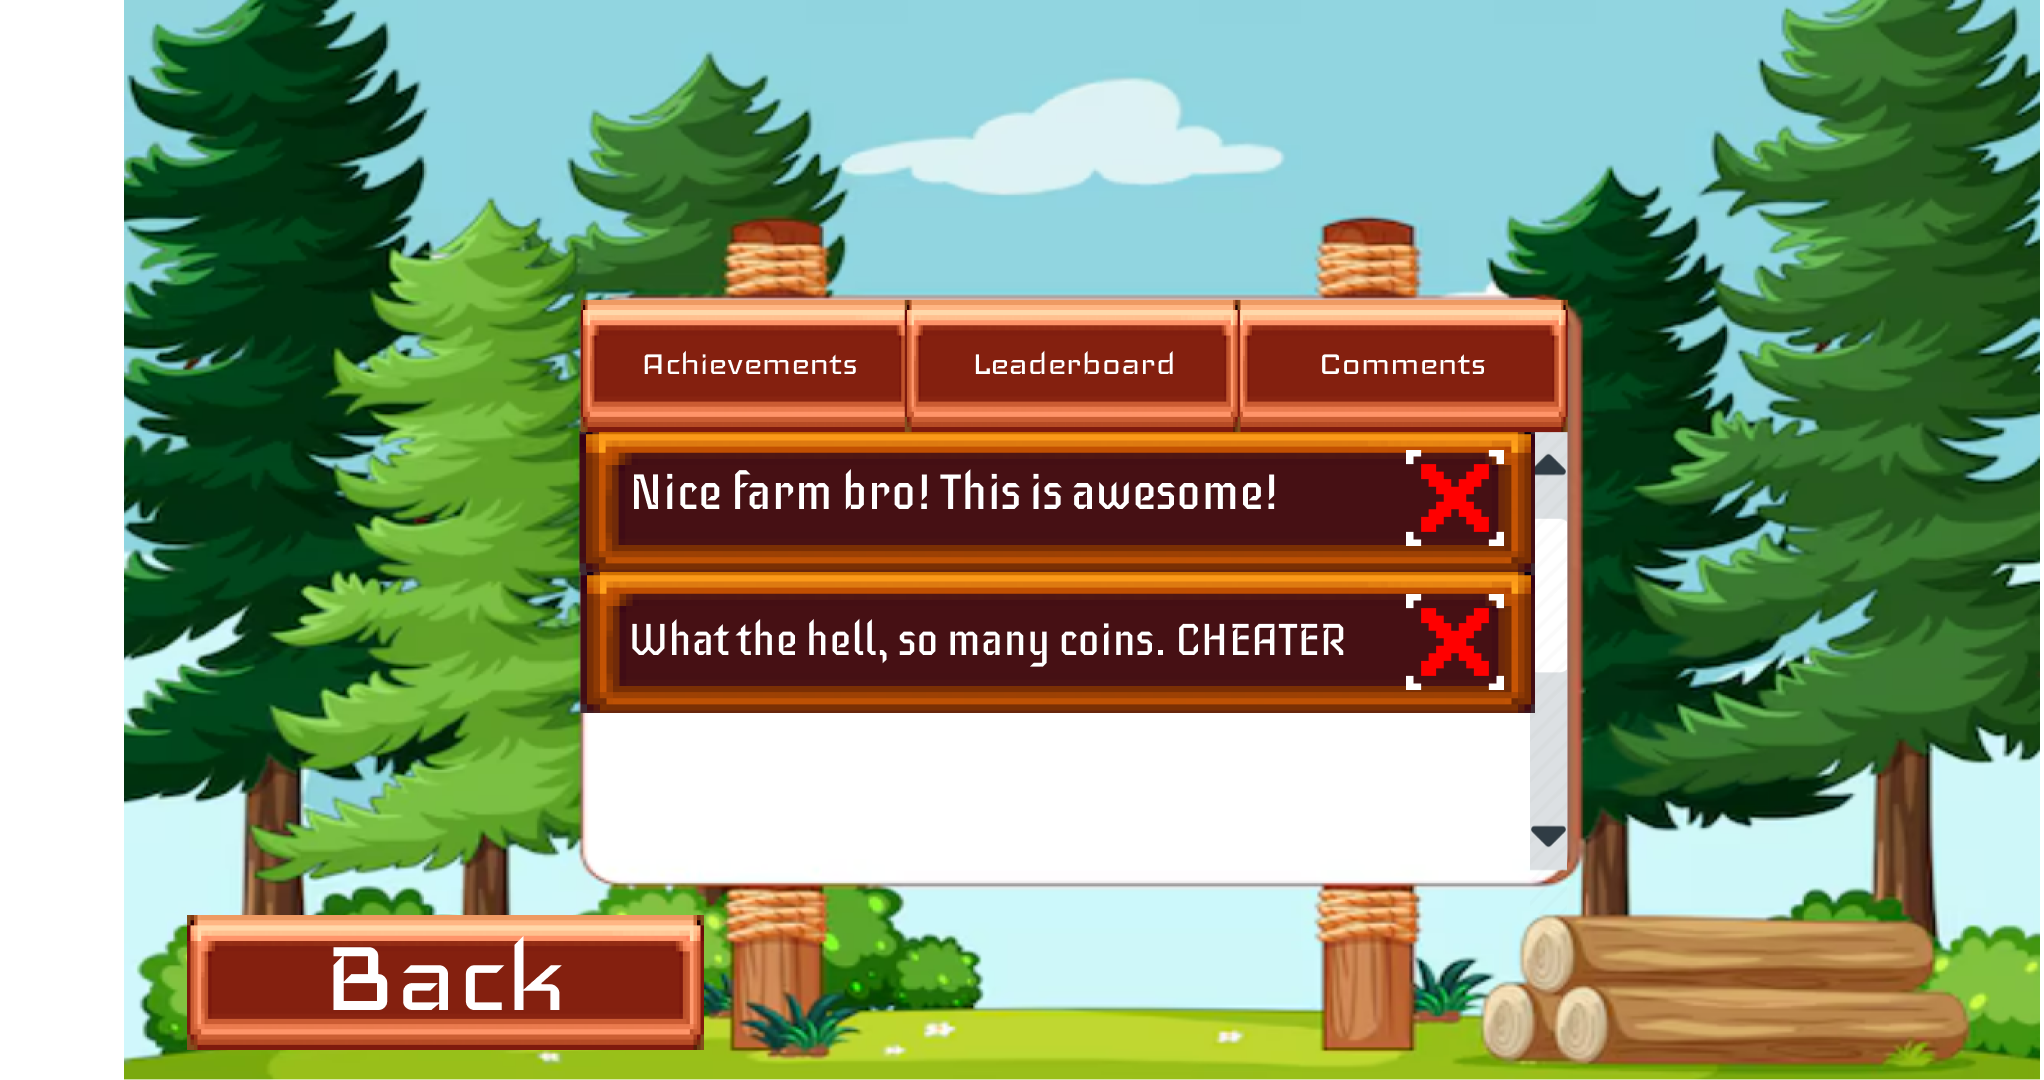 Achievements
Leaderboard
Comments
Nice farm bro! This is awesome!
What the hell, so many coins. CHEATER
Back